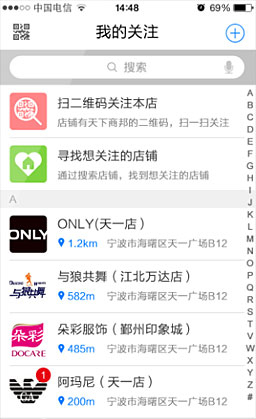 中国电信 14:48 69%
我的关注
搜索
扫二维码关注本店
店铺有天下商邦的二维码，扫一扫关注
寻找想关注的店铺
通过搜索店铺，找到想关注的店铺
A
ONLY
ONLY(天一店）
1.2km 宁波市海曙区天一广场B12
与狼共舞
与狼共舞（江北万达店）
582m 宁波市海曙区天一广场B12
朵彩
DOCARE
朵彩服饰（鄞州印象城）
485m 宁波市海曙区天一广场B12
1
阿玛尼（天一店）
200m 宁波市海曙区天一广场B12
A
B
C
D
E
F
G
H
I
J
K
L
M
N
O
P
Q
R
S
T
U
V
W
X
Y
Z
#